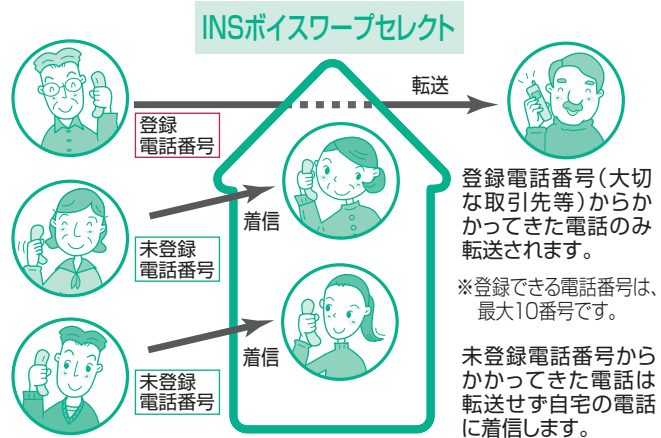 INSボイスワープセレクト
転送
登録
電話番号
着信
未登録
電話番号
着信
未登録
電話番号
登録電話番号(大切
な取引先等)からか
かってきた電話のみ
転送されます。
※登録できる電話番号は、
最大10番号です。
未登録電話番号から
かかってきた電話は
転送せず自宅の電話
に着信します。